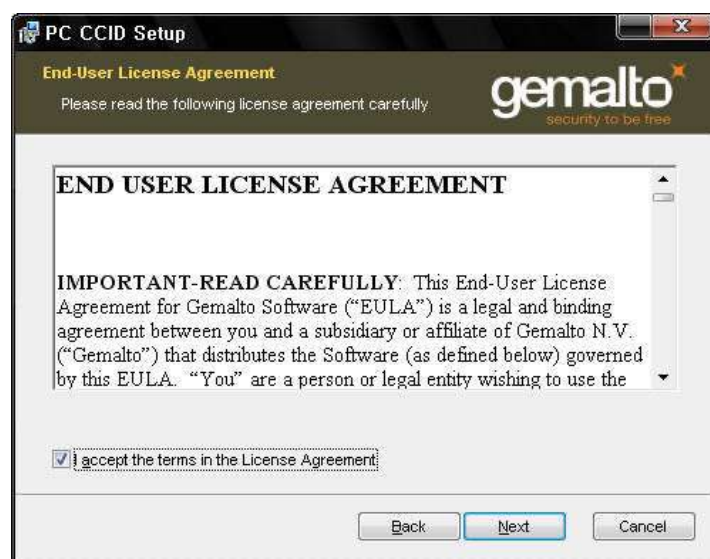 PC CCID Setup
End-User License Agreement
Please read the following license agreement carefully
gemalto
security to be free
END USER LICENSE AGREEMENT
IMPORTANT-READ CAREFULLY: This End-User License
Agreement for Gemalto Software (“EULA”) is a legal and binding
agreement between you and a subsidiary or affiliate of Gemalto N.V.
(“Gemalto”) that distributes the Software (as defined below) governed
by this EULA. “You” are a person or legal entity wishing to use the
I accept the terms in the License Agreement
Back Next Cancel